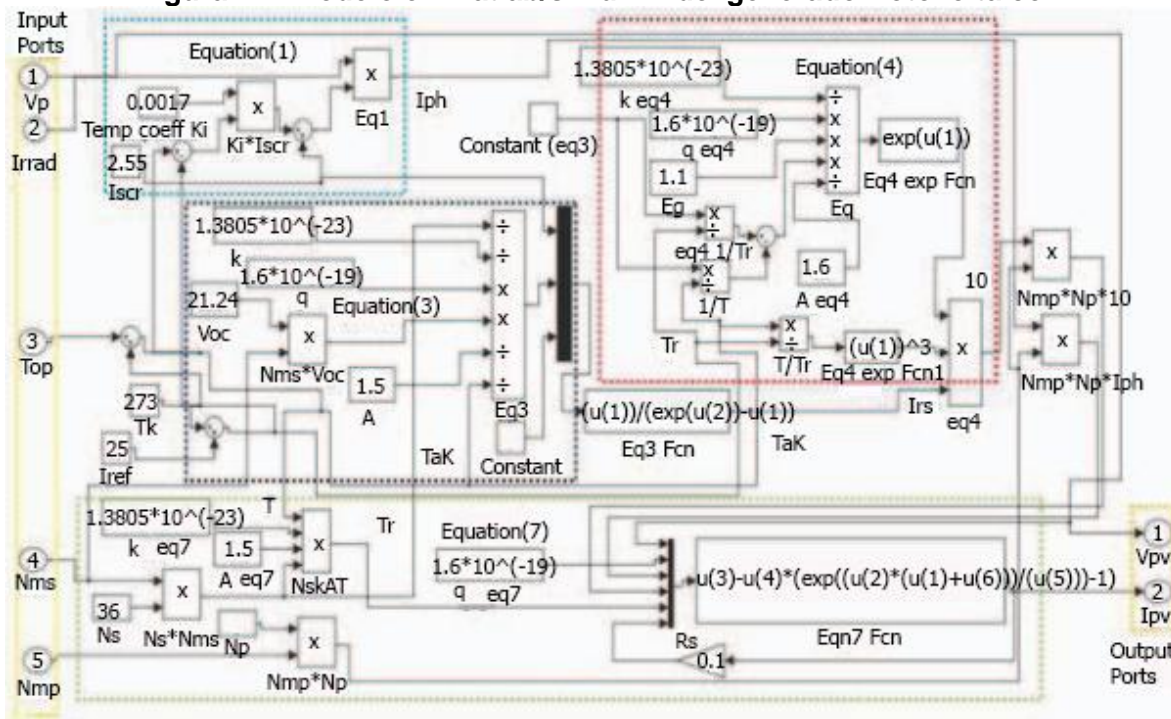 Input
Ports
1
Vp
2
Irrad
3
Top
4
Nms
5
Nmp
Equation(1)
0.0017
Temp coeff Ki
2.55
Iscr
x
Ki*Iscr
x
Eq1
Iph
1.3805*10^(-23)
k
1.6*10^(-19)
q
21.24
Voc
Equation(3)
x
Nms*Voc
1.5
A
÷
÷
x
x
÷
÷
Eq3
Constant
(u(1))/(exp(u(2))-u(1))
Eq3 Fcn
273
Tk
25
Iref
TaK
Constant (eq3)
1.3805*10^(-23)
k eq4
Equation(4)
1.6*10^(-19)
q eq4
1.1
Eg
÷
x
x
x
÷
Eq
exp(u(1))
Eq4 exp Fcn
x
÷
eq4 1/Tr
x
÷
1/T
1.6
A eq4
Tr
x
÷
T/Tr
(u(1))^3
Eq4 exp Fcn1
10
x
eq4
Irs
TaK
x
Nmp*Np*10
x
Nmp*Np*Iph
1.3805*10^(-23)
k eq7
T
1.5
A eq7
x
NskAT
Tr
36
Ns
x
Ns*Nms
Np
x
Nmp*Np
Equation(7)
1.6*10^(-19)
q eq7
u(3)-u(4)*(exp((u(2)*(u(1)+u(6)))/(u(5)))-1)
Eqn7 Fcn
Rs
0.1
1
Vpv
2
Ipv
Output
Ports